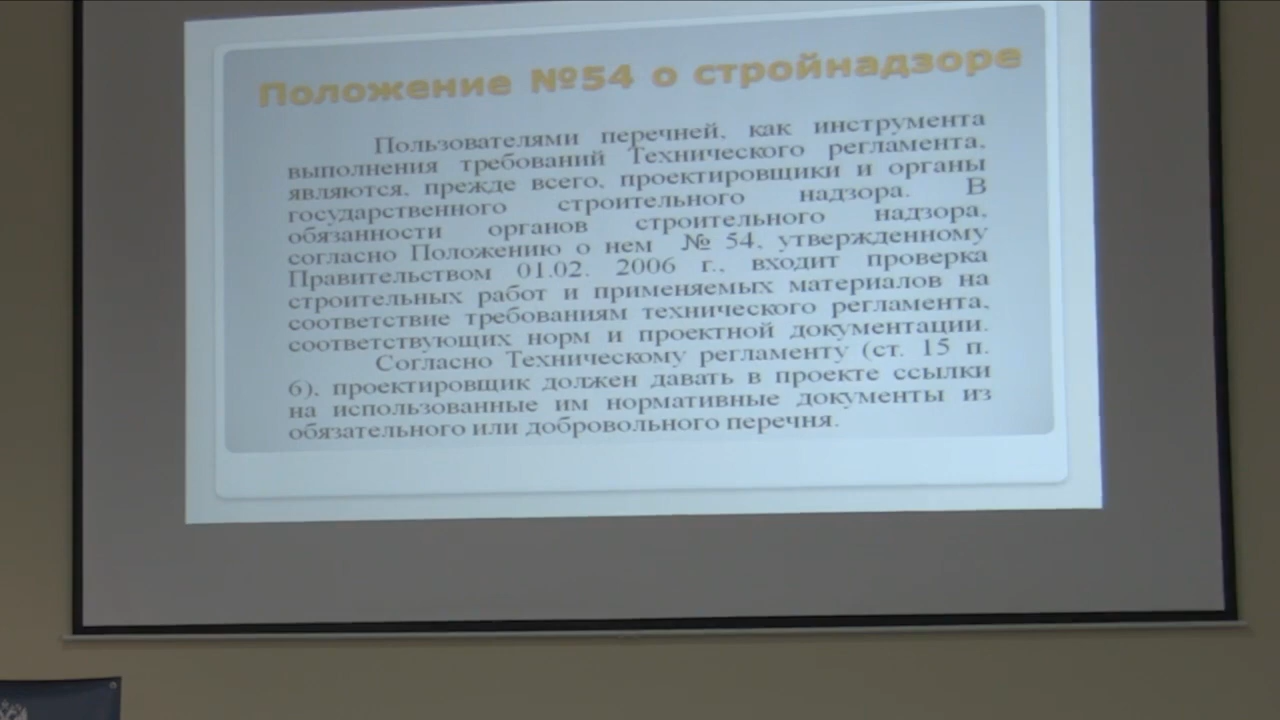 Положение №54 о стройнадзоре
Пользователями перечней, как инструмента
выполнения требований Технического регламента,
являются, прежде всего, проектировщики и органы
государственного строительного надзора. В
обязанности органов строительного надзора,
согласно Положению о нем № 54, утвержденному
Правительством 01.02. 2006 г., входит проверка
строительных работ и применяемых материалов на
соответствие требованиям технического регламента,
соответствующих норм и проектной документации.
Согласно Техническому регламенту (ст. 15 п.
6), проектировщик должен давать в проекте ссылки
на использованные им нормативные документы из
обязательного или добровольного перечня.